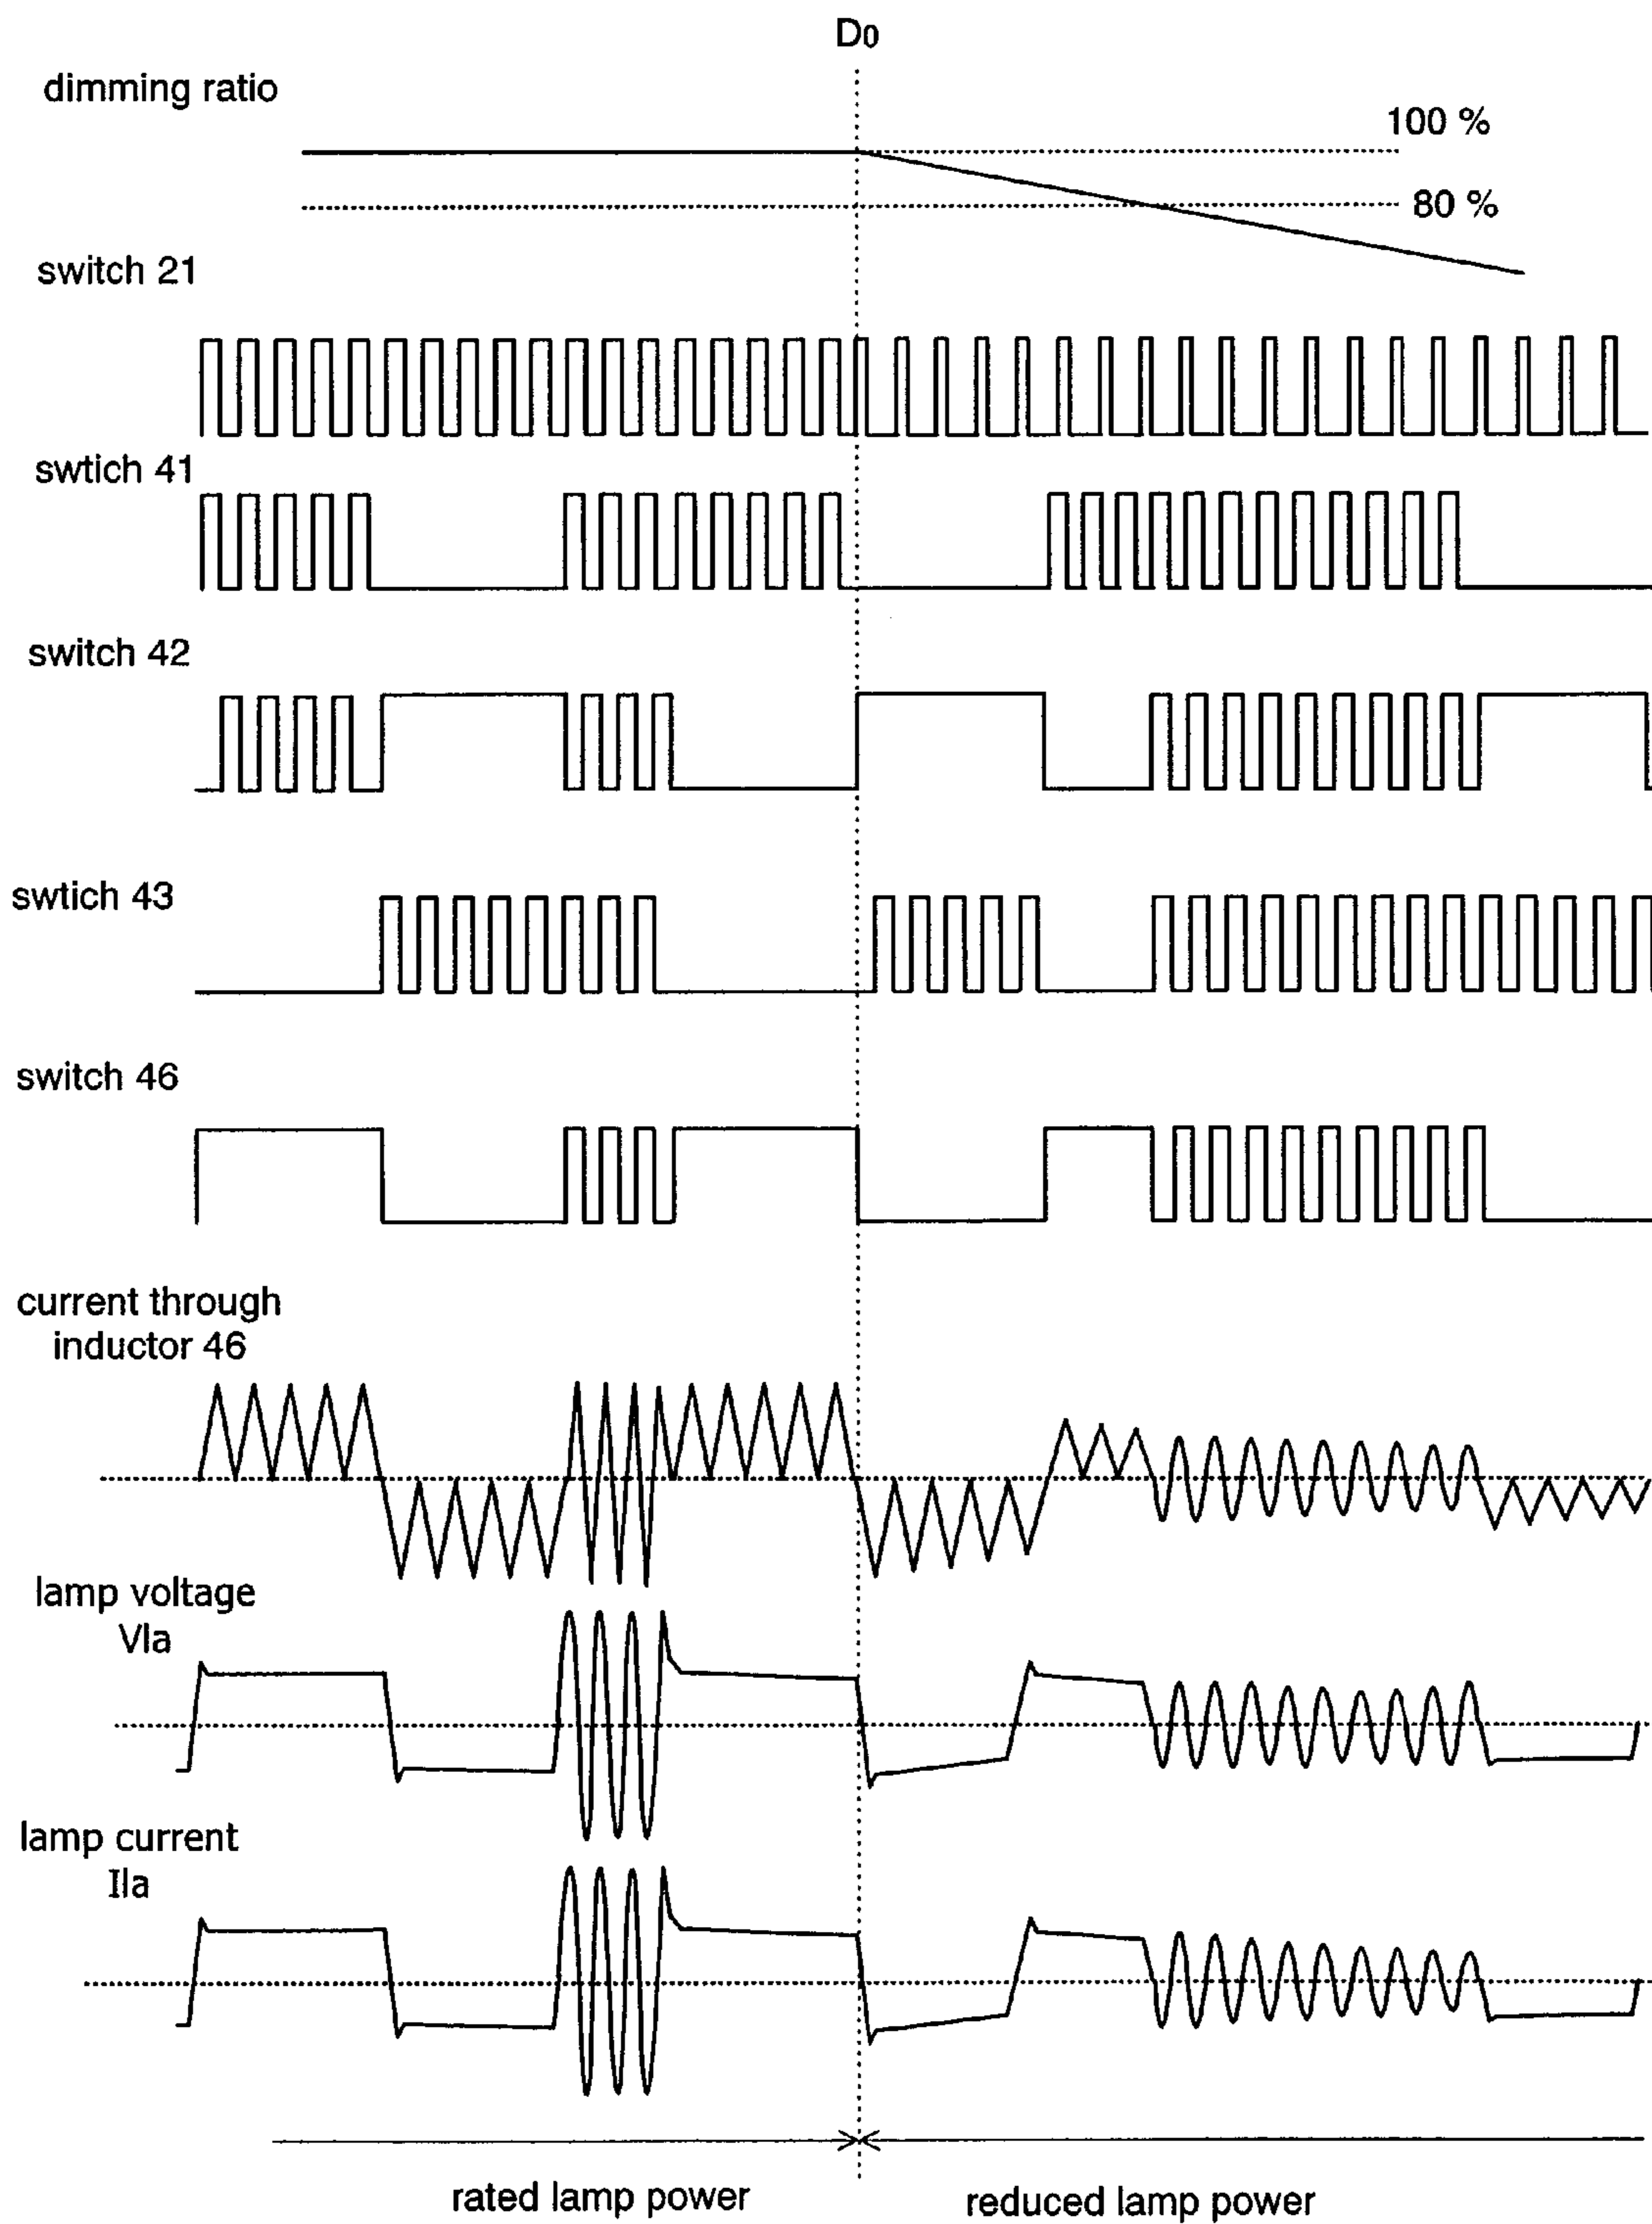 D0
dimming ratio
100 %
80 %
switch 21
swtich 41
switch 42
swtich 43
switch 46
current through
inductor 46
lamp voltage
Vla
lamp current
Ila
rated lamp power
reduced lamp power